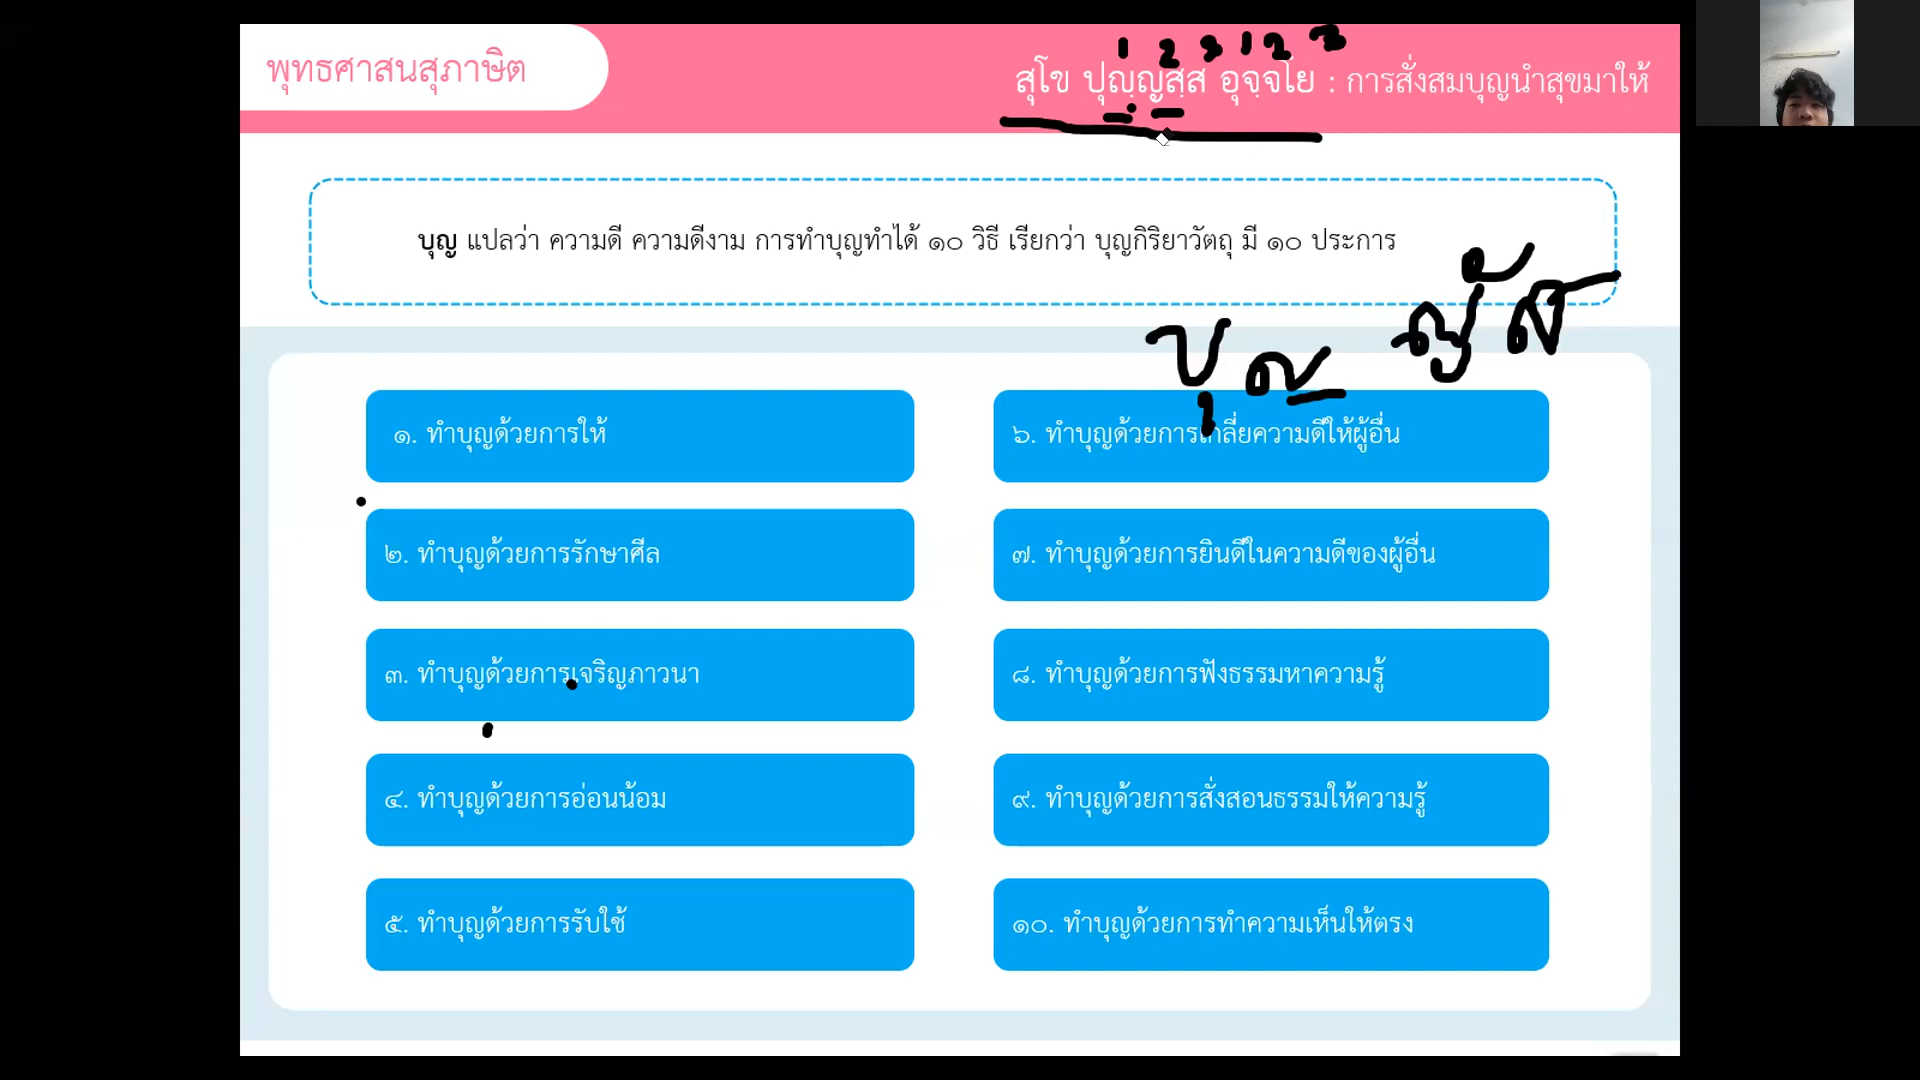 พุทธศาสนสุภาษิต
1 2 3 1 2 3
สุโข ปุญฺญสฺส อุจฺจโย : การสั่งสมบุญนำสุขมาให้
บุญ แปลว่า ความดี ความดีงาม การทำบุญทำได้ ๑๐ วิธี เรียกว่า บุญกิริยาวัตถุ มี ๑๐ ประการ
บุญ ญัส
๑. ทำบุญด้วยการให้
๒. ทำบุญด้วยการรักษาศีล
๓. ทำบุญด้วยการเจริญภาวนา
๔. ทำบุญด้วยการอ่อนน้อม
๕. ทำบุญด้วยการรับใช้
๖. ทำบุญด้วยการเกลี่ยความดีให้ผู้อื่น
๗. ทำบุญด้วยการยินดีในความดีของผู้อื่น
๘. ทำบุญด้วยการฟังธรรมหาความรู้
๙. ทำบุญด้วยการสั่งสอนธรรมให้ความรู้
๑๐. ทำบุญด้วยการทำความเห็นให้ตรง